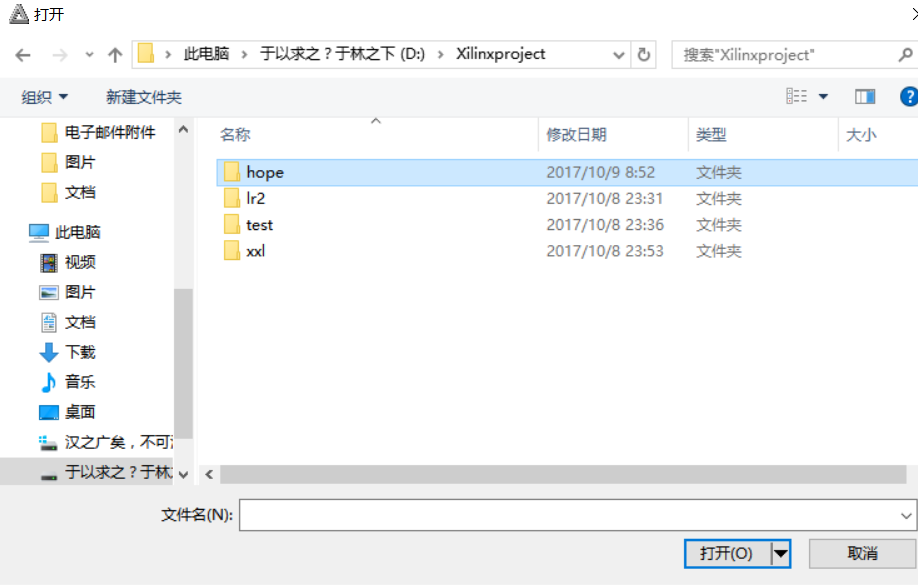 打开
此电脑 › 于以求之？于林之下 (D:) › Xilinxproject
搜索"Xilinxproject"
组织 新建文件夹
电子邮件附件
图片
文档
此电脑
视频
图片
文档
下载
音乐
桌面
汉之广矣，不可
于以求之？于林
名称 修改日期 类型 大小
hope 2017/10/9 8:52 文件夹
lr2 2017/10/8 23:31 文件夹
test 2017/10/8 23:36 文件夹
xxl 2017/10/8 23:53 文件夹
文件名(N):
打开(O) 取消